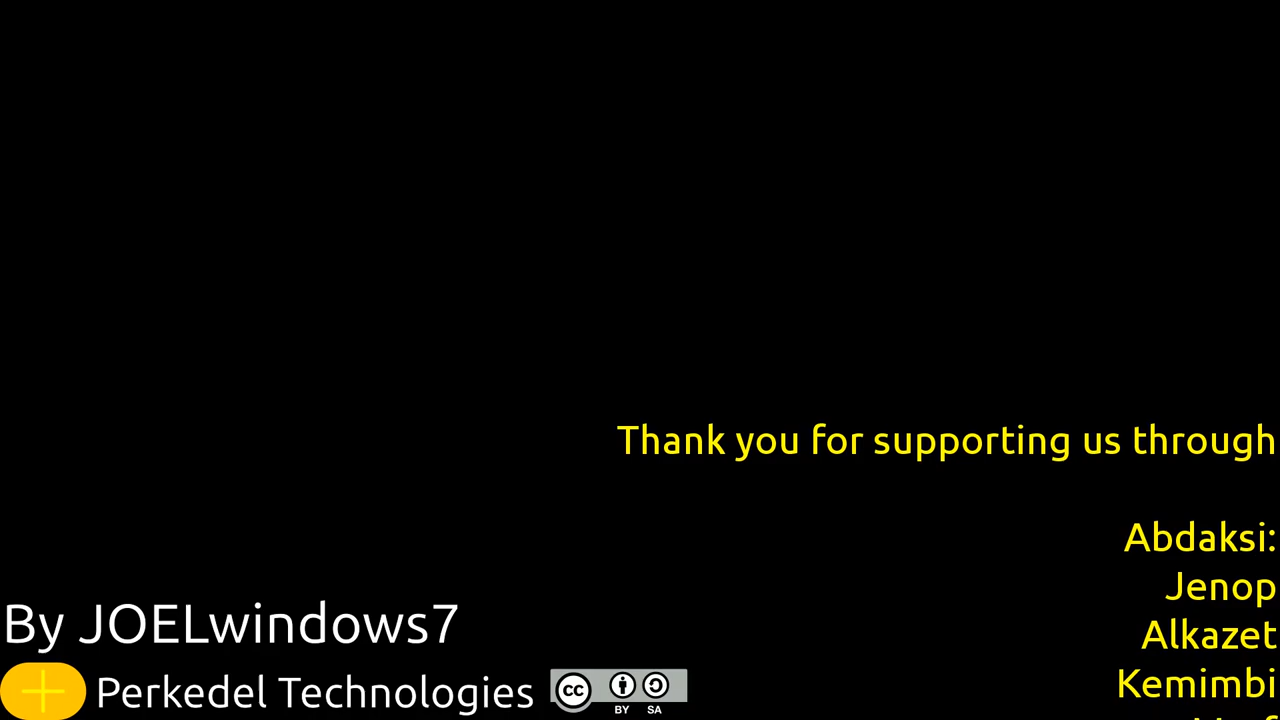 Thank you for supporting us through
Abdaksi:
Jenop
Alkazet
Kemimbi
By JOELwindows7
Perkedel Technologies
cc
BY SA